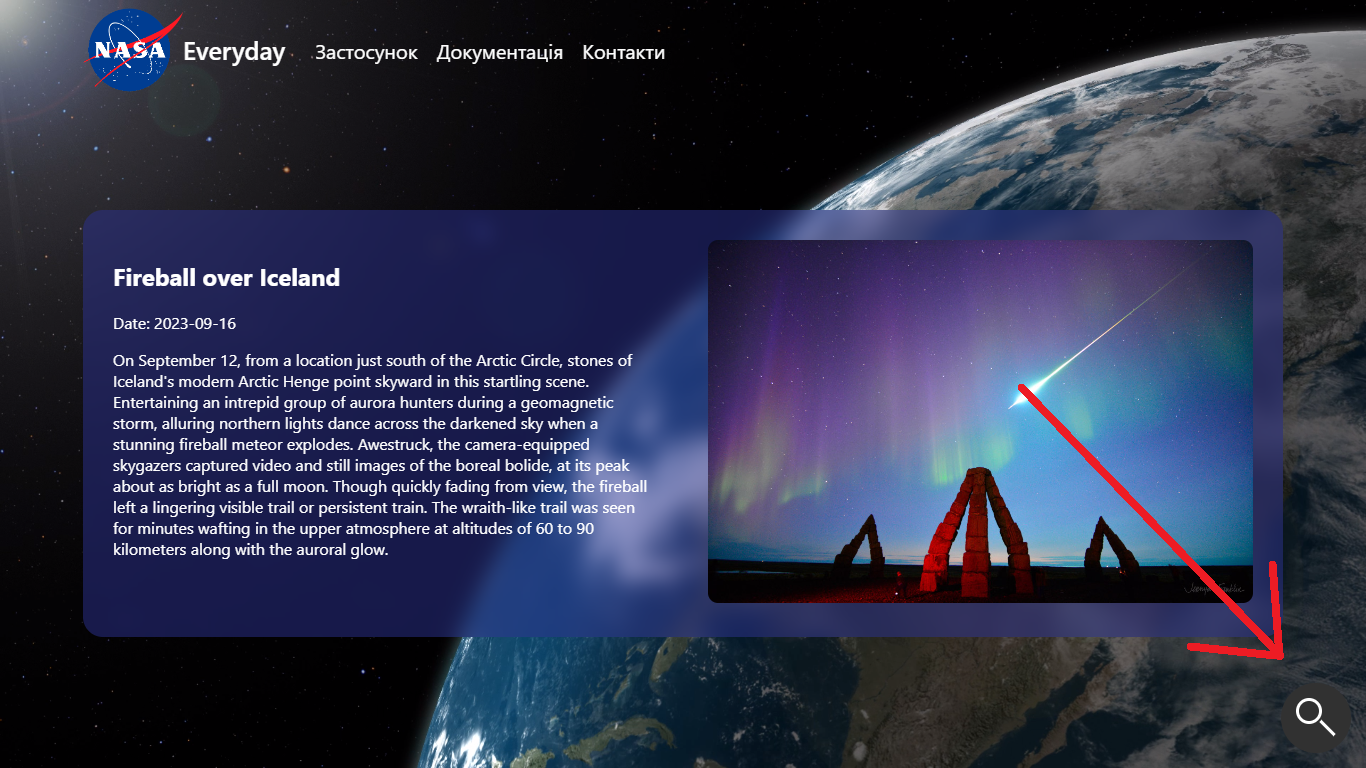 NASA
Everyday
Застосунок Документація Контакти
Fireball over Iceland
Date: 2023-09-16
On September 12, from a location just south of the Arctic Circle, stones of
Iceland's modern Arctic Henge point skyward in this startling scene.
Entertaining an intrepid group of aurora hunters during a geomagnetic
storm, alluring northern lights dance across the darkened sky when a
stunning fireball meteor explodes. Awestruck, the camera-equipped
skygazers captured video and still images of the boreal bolide, at its peak
about as bright as a full moon. Though quickly fading from view, the fireball
left a lingering visible trail or persistent train. The wraith-like trail was seen
for minutes wafting in the upper atmosphere at altitudes of 60 to 90
kilometers along with the auroral glow.